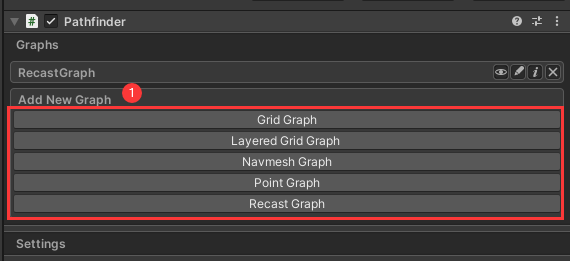 Pathfinder
Graphs
RecastGraph
Add New Graph
1
Grid Graph
Layered Grid Graph
Navmesh Graph
Point Graph
Recast Graph
Settings